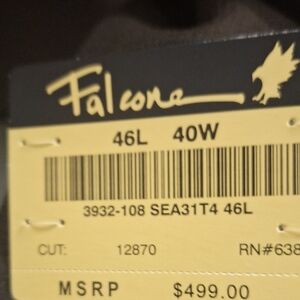 Falcone
46L 40W
3932-108 SEA31T4 46L
CUT: 12870 RN#638
MSRP $499.00